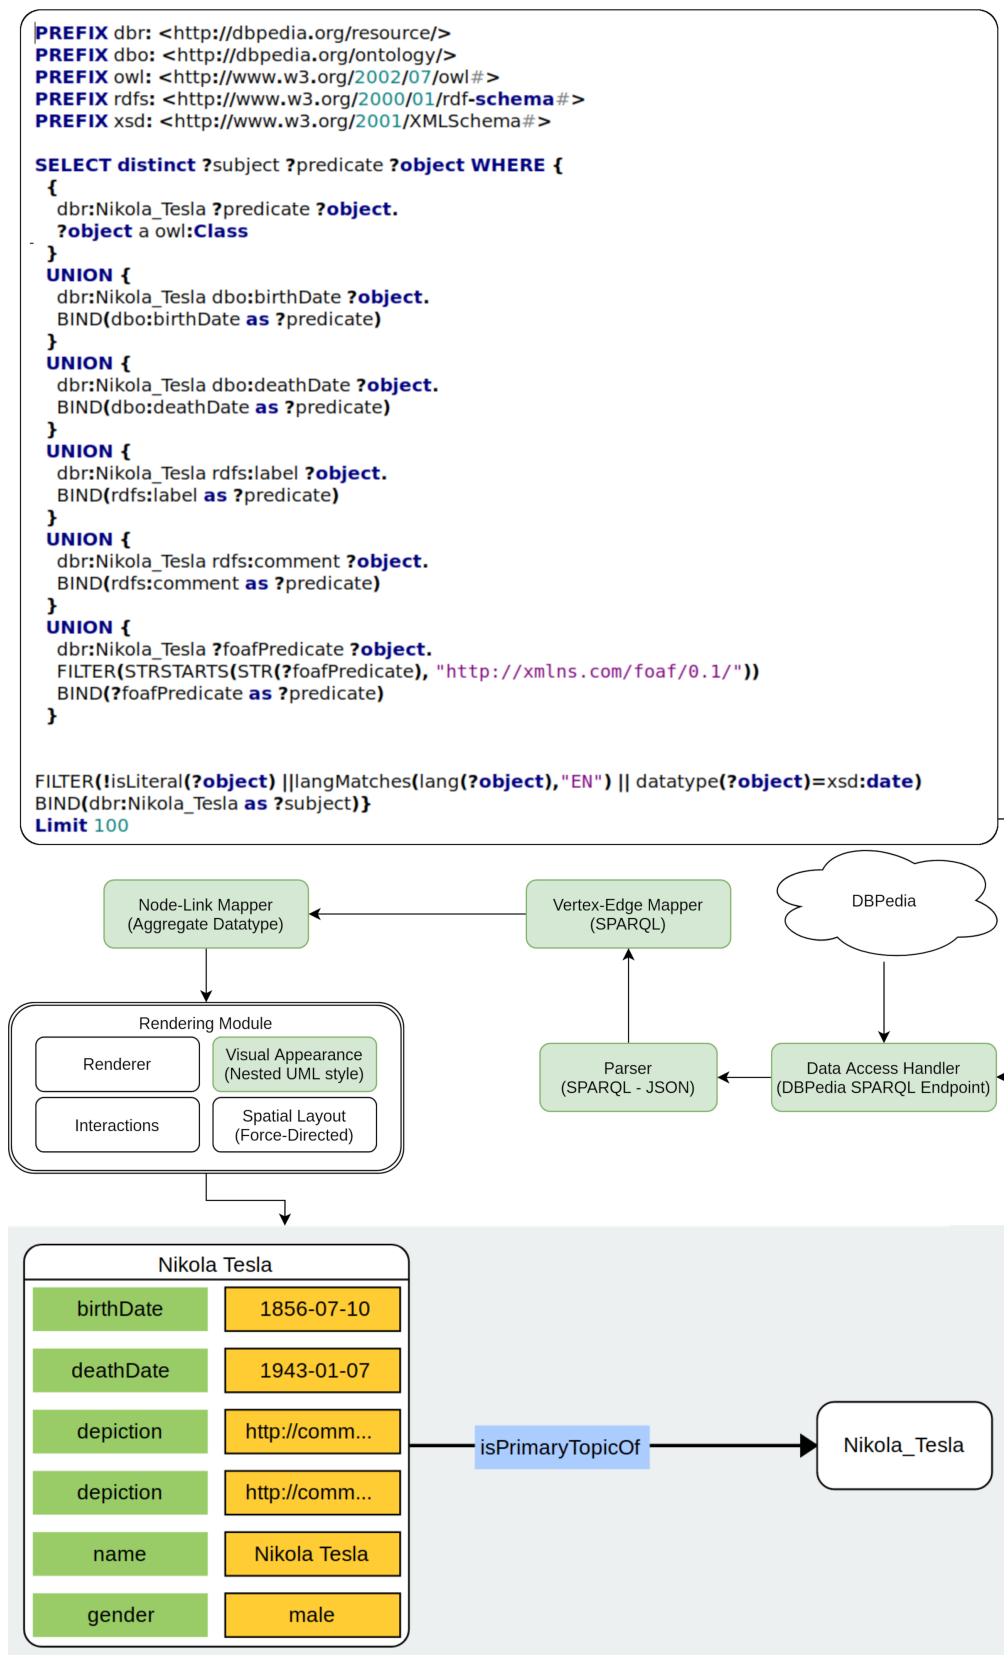 PREFIX dbr: <http://dbpedia.org/resource/>
PREFIX dbo: <http://dbpedia.org/ontology/>
PREFIX owl: <http://www.w3.org/2002/07/owl#>
PREFIX rdfs: <http://www.w3.org/2000/01/rdf-schema#>
PREFIX xsd: <http://www.w3.org/2001/XMLSchema#>
SELECT distinct ?subject ?predicate ?object WHERE {
{
dbr:Nikola_Tesla ?predicate ?object.
?object a owl:Class
}
UNION {
dbr:Nikola_Tesla dbo:birthDate ?object.
BIND(dbo:birthDate as ?predicate)
}
UNION {
dbr:Nikola_Tesla dbo:deathDate ?object.
BIND(dbo:deathDate as ?predicate)
}
UNION {
dbr:Nikola_Tesla rdfs:label ?object.
BIND(rdfs:label as ?predicate)
}
UNION {
dbr:Nikola_Tesla rdfs:comment ?object.
BIND(rdfs:comment as ?predicate)
}
UNION {
dbr:Nikola_Tesla ?foafPredicate ?object.
FILTER(STRSTARTS(STR(?foafPredicate), "http://xmlns.com/foaf/0.1/"))
BIND(?foafPredicate as ?predicate)
}
FILTER(!isLiteral(?object) ||langMatches(lang(?object),"EN") || datatype(?object)=xsd:date)
BIND(dbr:Nikola_Tesla as ?subject)}
Limit 100
Node-Link Mapper
(Aggregate Datatype)
Vertex-Edge Mapper
(SPARQL)
DBPedia
Rendering Module
Renderer
Visual Appearance
(Nested UML style)
Interactions
Spatial Layout
(Force-Directed)
Parser
(SPARQL - JSON)
Data Access Handler
(DBPedia SPARQL Endpoint)
Nikola Tesla
birthDate 1856-07-10
deathDate 1943-01-07
depiction http://comm...
depiction http://comm...
name Nikola Tesla
gender male
isPrimaryTopicOf
Nikola_Tesla